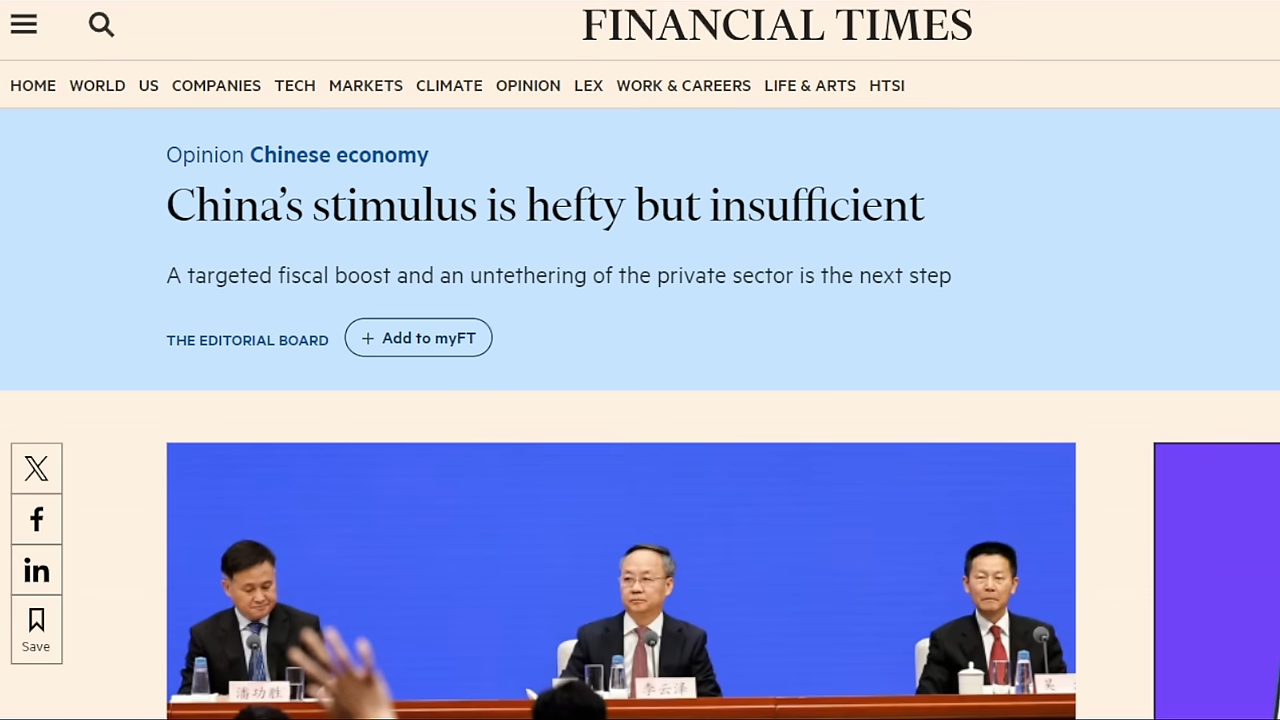 FINANCIAL TIMES
HOME WORLD US COMPANIES TECH MARKETS CLIMATE OPINION LEX WORK & CAREERS LIFE & ARTS HTSI
Opinion Chinese economy
China's stimulus is hefty but insufficient
A targeted fiscal boost and an untethering of the private sector is the next step
THE EDITORIAL BOARD + Add to myFT
X
f
in
Save
潘功胜
李云泽
吴